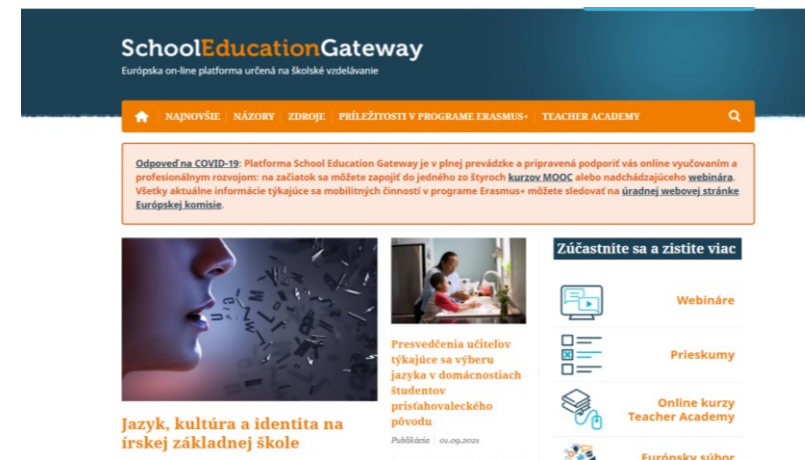 SchoolEducationGateway
Európska on-line platforma určená na školské vzdelávanie
NAJNOVŠIE NÁZORY ZDROJE PRÍLEŽITOSTI V PROGRAME ERASMUS+ TEACHER ACADEMY
Odpoveď na COVID-19: Platforma School Education Gateway je v plnej prevádzke a pripravená podporiť vás online vyučovaním a
profesionálnym rozvojom: na začiatok sa môžete zapojiť do jedného zo štyroch kurzov MOOC alebo nadchádzajúceho webinára.
Všetky aktuálne informácie týkajúce sa mobilitných činností v programe Erasmus+ môžete sledovať na úradnej webovej stránke
Európskej komisie.
Jazyk, kultúra a identita na
írskej základnej škole
Presvedčenia učiteľov
týkajúce sa výberu
jazyka v domácnostiach
študentov
prisťahovaleckého
pôvodu
Publikácia 01.09.2021
Zúčastnite sa a zistite viac
Webináre
Prieskumy
Online kurzy
Teacher Academy
Európsky súbor